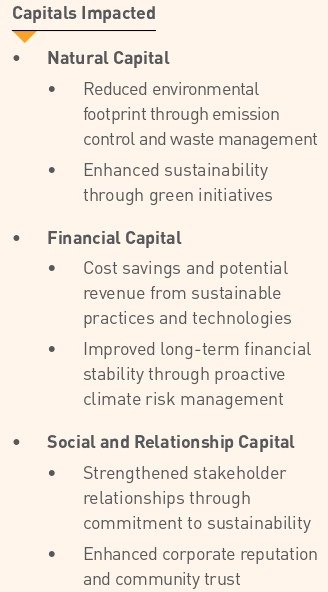 Capitals Impacted
• Natural Capital
• Reduced environmental
footprint through emission
control and waste management
• Enhanced sustainability
through green initiatives
• Financial Capital
• Cost savings and potential
revenue from sustainable
practices and technologies
• Improved long-term financial
stability through proactive
climate risk management
• Social and Relationship Capital
• Strengthened stakeholder
relationships through
commitment to sustainability
• Enhanced corporate reputation
and community trust